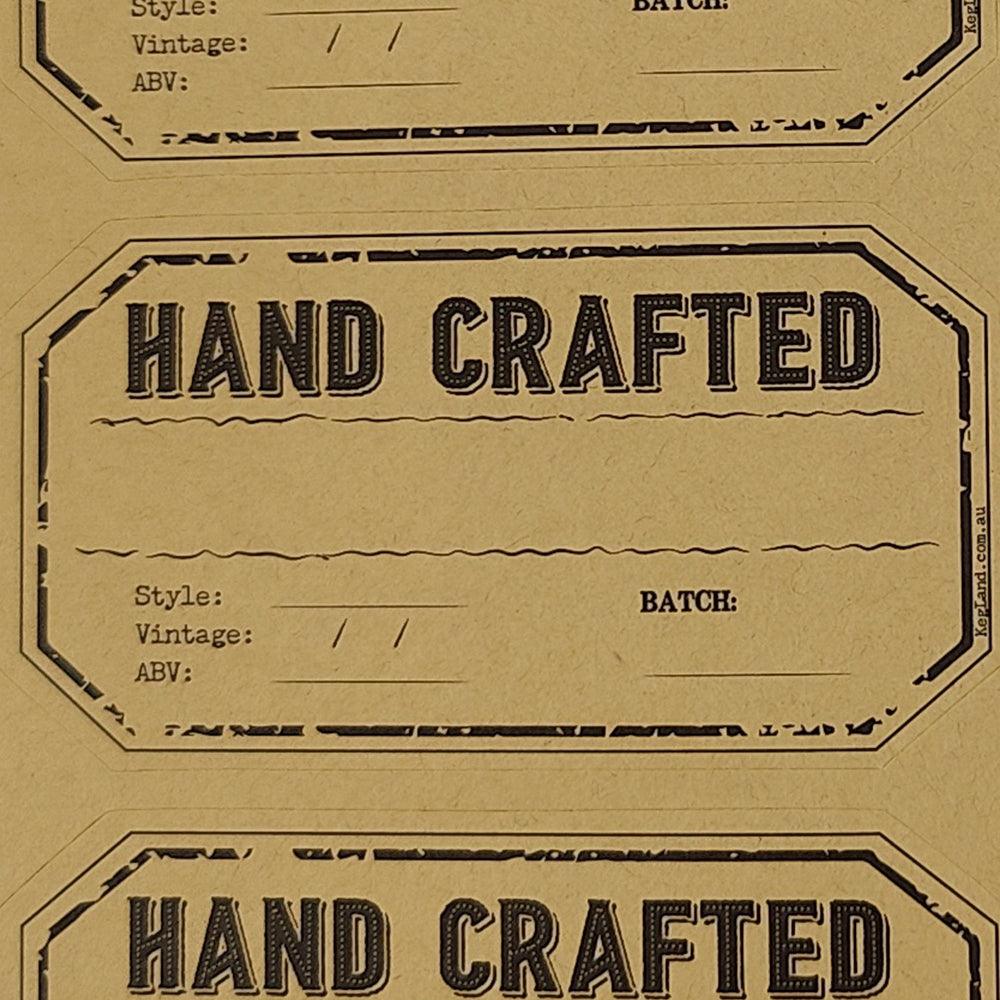 Style:
BATCH:
Vintage: / /
ABV:
HAND CRAFTED
Style:
BATCH:
Vintage: / /
ABV:
KegLand.com.au
HAND CRAFTED